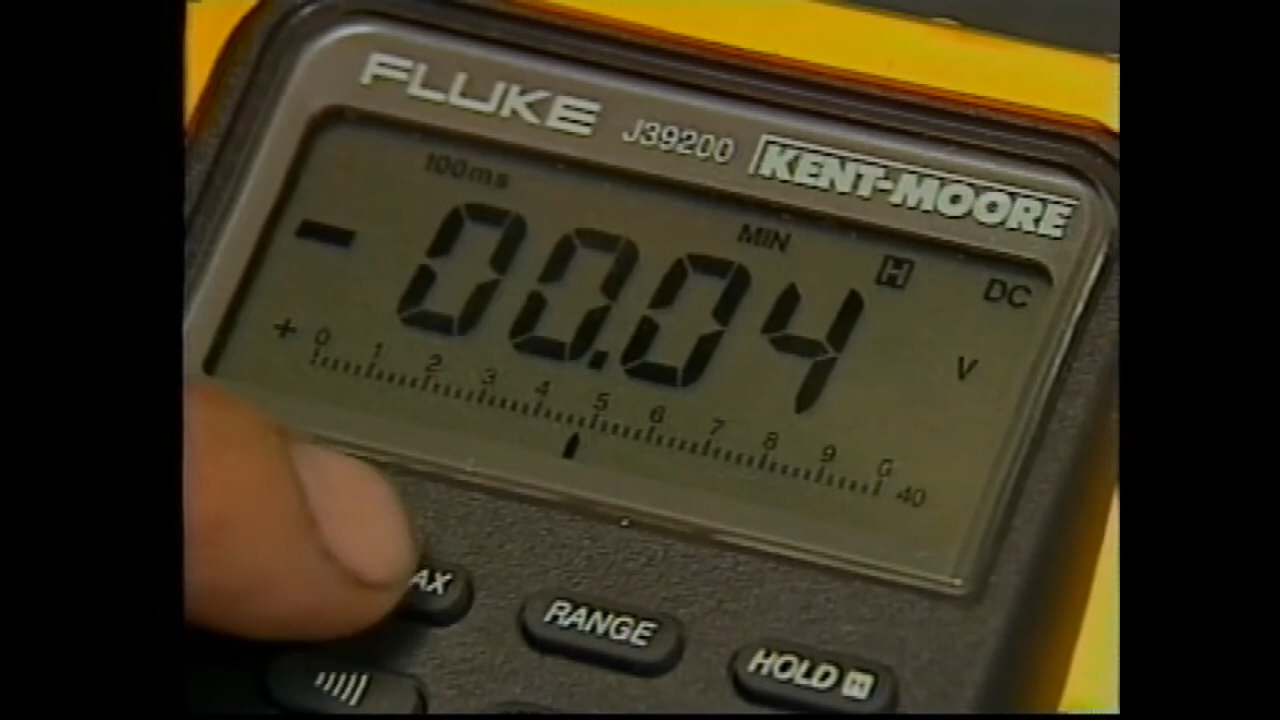 FLUKE J39200 KENT-MOORE
100ms
MIN H DC
-00.04 V
+ 0 1 2 3 4 5 6 7 8 9 0
40
AX
RANGE
HOLD H